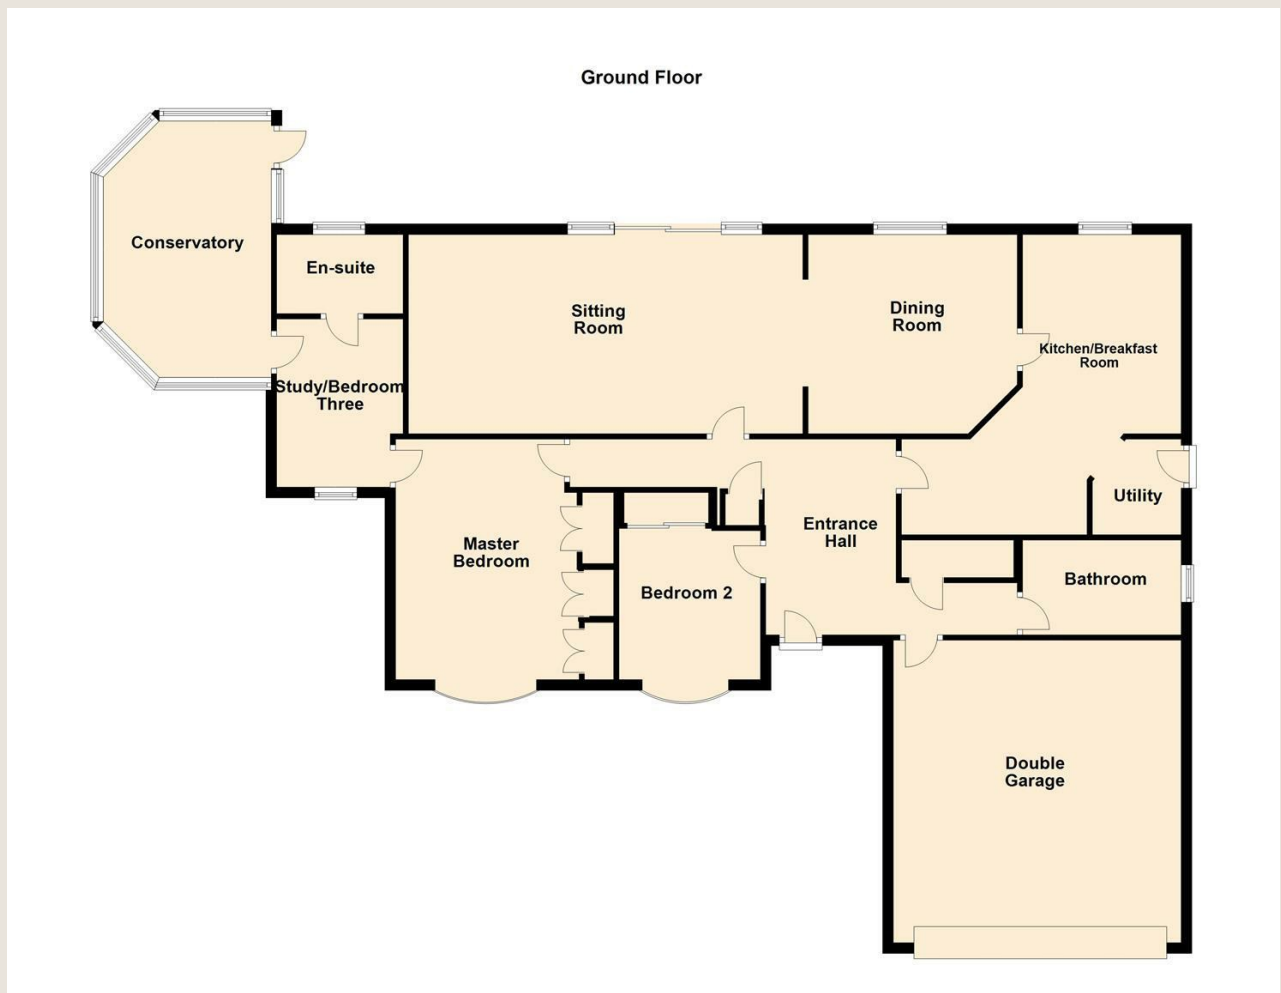 Ground Floor
Conservatory
En-suite
Sitting
Room
Dining
Room
Kitchen/Breakfast
Room
Study/Bedroom
Three
Utility
Entrance
Hall
Master
Bedroom
Bedroom 2
Bathroom
Double
Garage